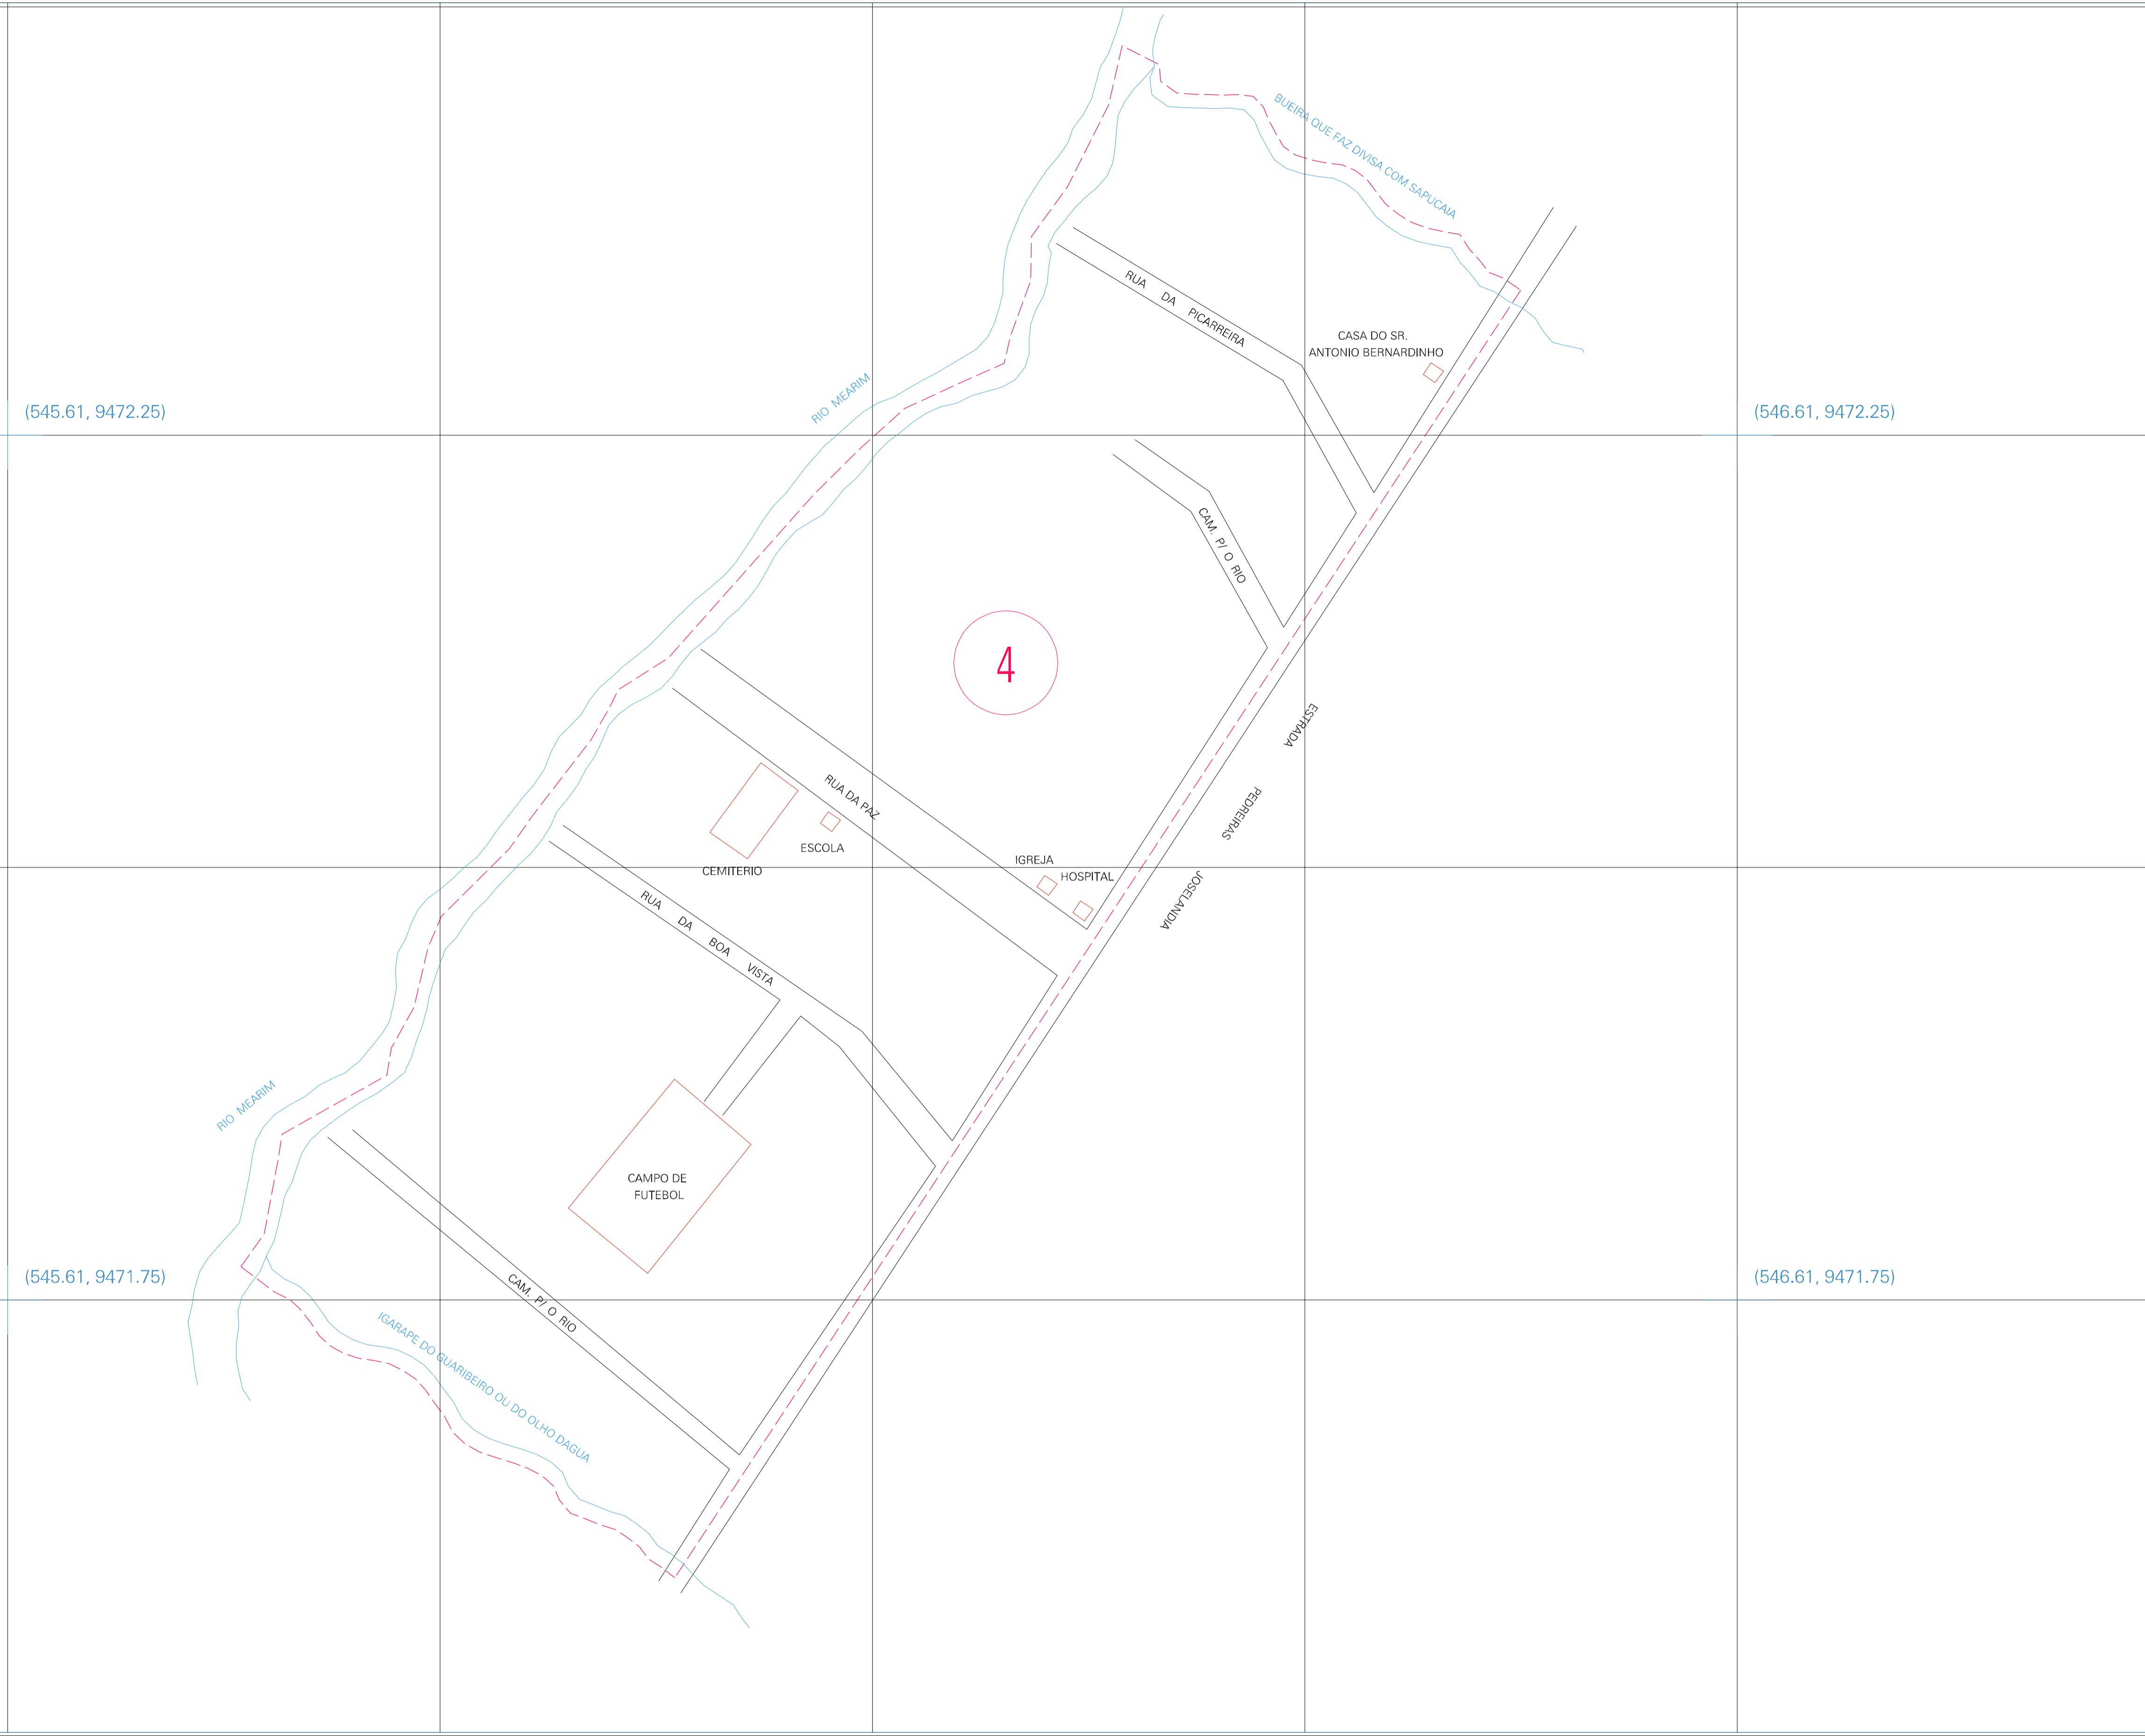 BUEIRA QUE FAZ DIVISA COM SAPUCAIA
RUA DA PICARREIRA
CASA DO SR.
ANTONIO BERNARDINHO
RIO MEARIM
(545.61, 9472.25)
(546.61, 9472.25)
CAM. P/ O RIO
4
ESTRADA
PEDREIRAS
JOSELANDIA
RUA DA PAZ
ESCOLA
CEMITERIO
IGREJA
HOSPITAL
RUA DA BOA VISTA
RIO MEARIM
CAMPO DE
FUTEBOL
(545.61, 9471.75)
(546.61, 9471.75)
CAM. P/ O RIO
IGARAPE DO GUARIBEIRO OU DO OLHO DAGUA